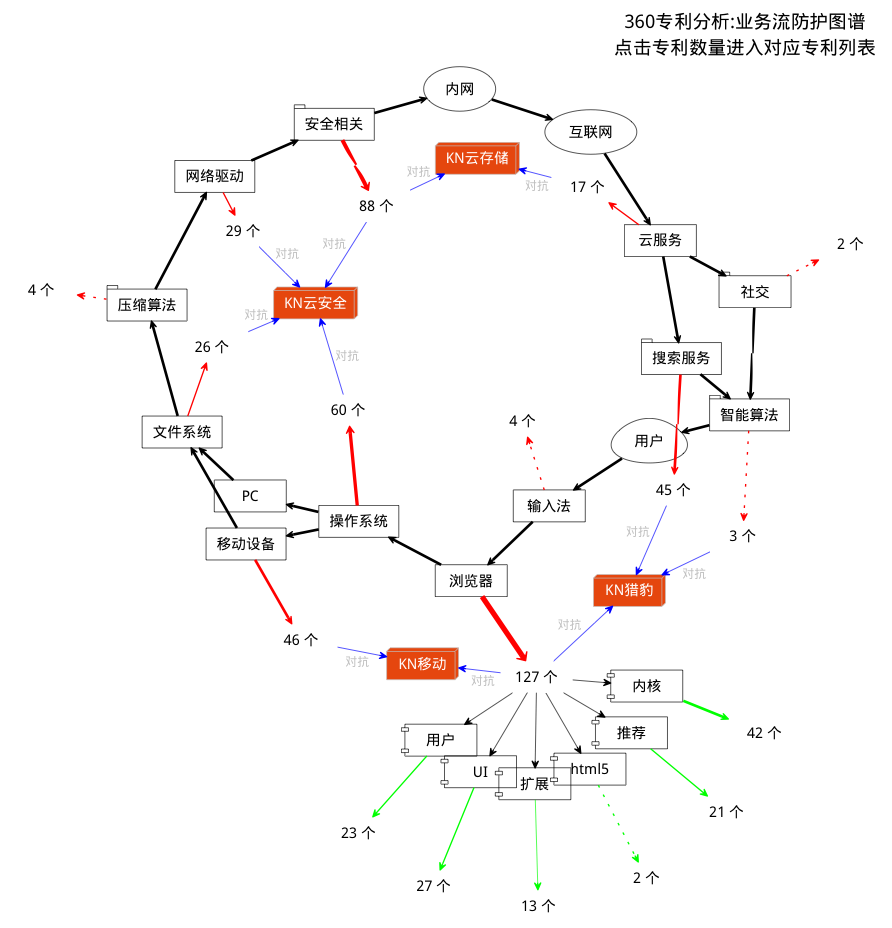 360专利分析:业务流防护图谱
点击专利数量进入对应专利列表
内网
安全相关
互联网
KN云存储
网络驱动
对抗
对抗
17 个
88 个
29 个
云服务
对抗
对抗
2 个
4 个
压缩算法
KN云安全
社交
对抗
26 个
对抗
搜索服务
60 个
智能算法
4 个
文件系统
用户
PC
45 个
输入法
操作系统
对抗
3 个
移动设备
对抗
浏览器
KN猎豹
对抗
46 个
对抗
KN移动
对抗
127 个
内核
用户
推荐
42 个
UI
html5
扩展
23 个
21 个
27 个
2 个
13 个